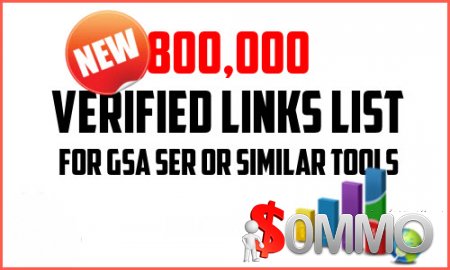 NEW 800,000
VERIFIED LINKS LIST
FOR GSA SER OR SIMILAR TOOLS
$OMMO